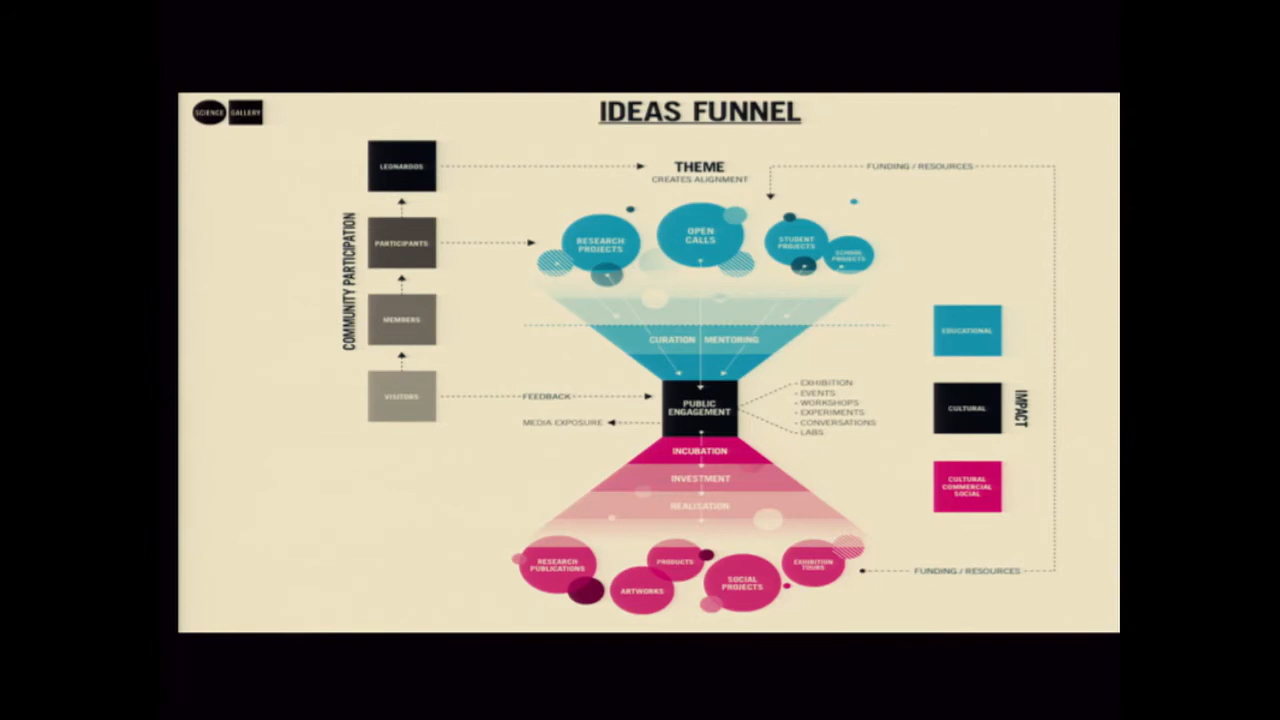 SCIENCE GALLERY
IDEAS FUNNEL
COMMUNITY PARTICIPATION
LEONARDOS
PARTICIPANTS
MEMBERS
VISITORS
THEME
CREATES ALIGNMENT
FUNDING / RESOURCES
RESEARCH
PROJECTS
OPEN
CALLS
STUDENT
PROJECTS
SCHOOL
PROJECTS
CURATION
MENTORING
FEEDBACK
MEDIA EXPOSURE
PUBLIC
ENGAGEMENT
- EXHIBITION
- EVENTS
- WORKSHOPS
- EXPERIMENTS
- CONVERSATIONS
- LABS
INCUBATION
INVESTMENT
REALISATION
RESEARCH
PUBLICATIONS
PRODUCTS
ARTWORKS
SOCIAL
PROJECTS
EXHIBITION
TOURS
FUNDING / RESOURCES
EDUCATIONAL
CULTURAL
CULTURAL
COMMERCIAL
SOCIAL
IMPACT